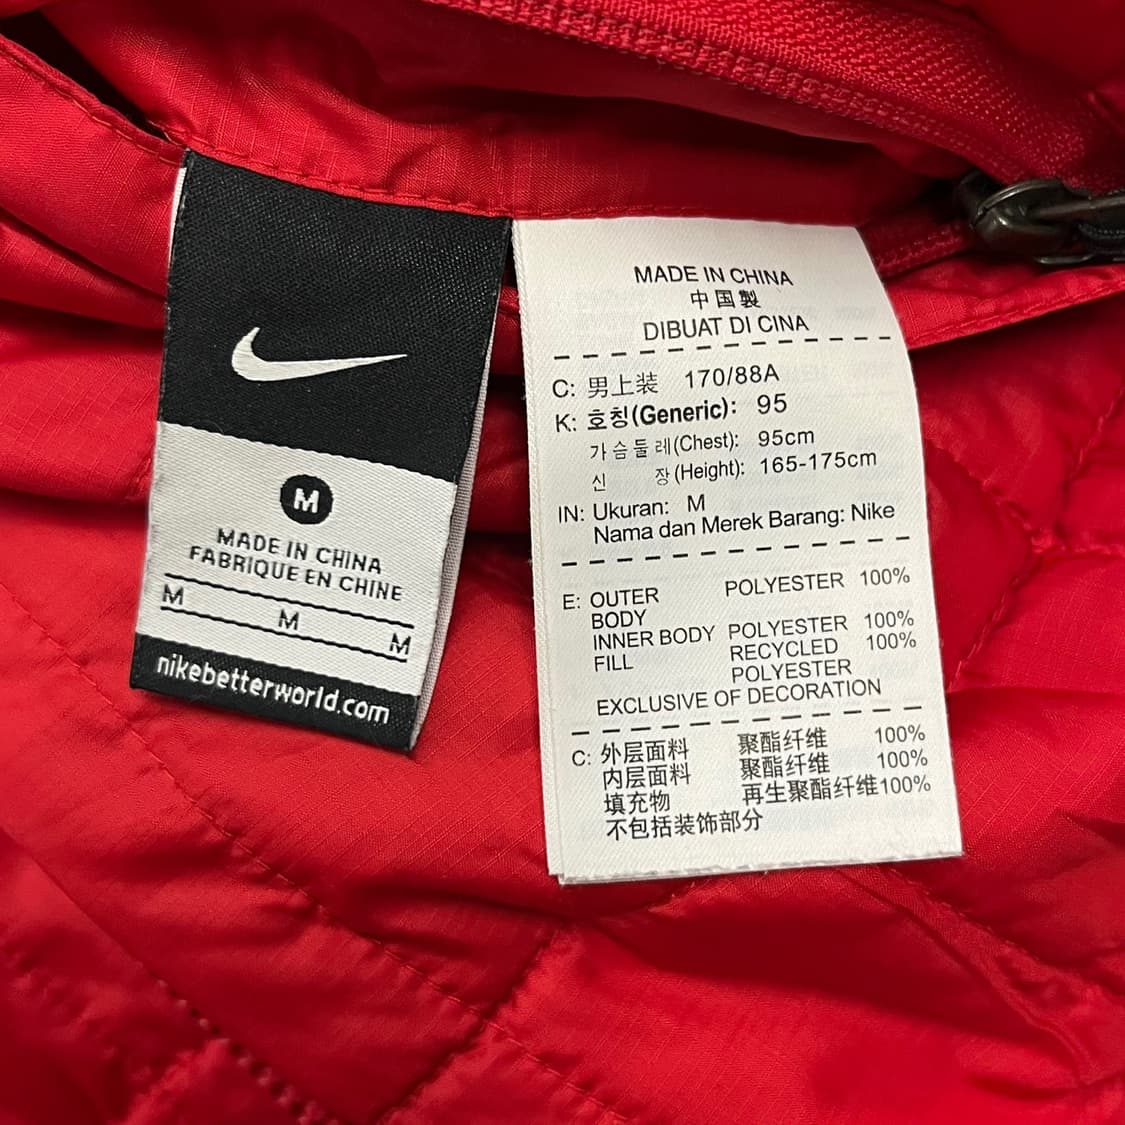 M
MADE IN CHINA
FABRIQUE EN CHINE
M M M
nikebetterworld.com
MADE IN CHINA
中国製
DIBUAT DI CINA
C: 男上装 170/88A
K: 호칭(Generic): 95
가슴둘레(Chest): 95cm
신 장(Height): 165-175cm
IN: Ukuran: M
Nama dan Merek Barang: Nike
E: OUTER POLYESTER 100%
BODY
INNER BODY POLYESTER 100%
FILL RECYCLED 100%
POLYESTER
EXCLUSIVE OF DECORATION
C: 外层面料 聚酯纤维 100%
内层面料 聚酯纤维 100%
填充物 再生聚酯纤维100%
不包括装饰部分